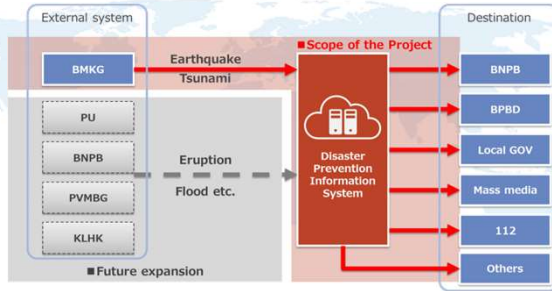 External system
Destination
■Scope of the Project
BMKG
Earthquake
Tsunami
PU
BNPB
PVMBG
KLHK
Eruption
Flood etc.
■Future expansion
Disaster
Prevention
Information
System
BNPB
BPBD
Local GOV
Mass media
112
Others